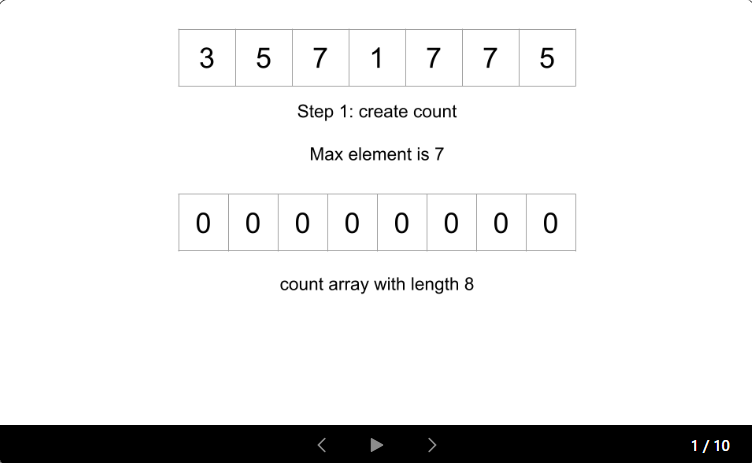 3 5 7 1 7 7 5
Step 1: create count
Max element is 7
0 0 0 0 0 0 0 0
count array with length 8
1 / 10